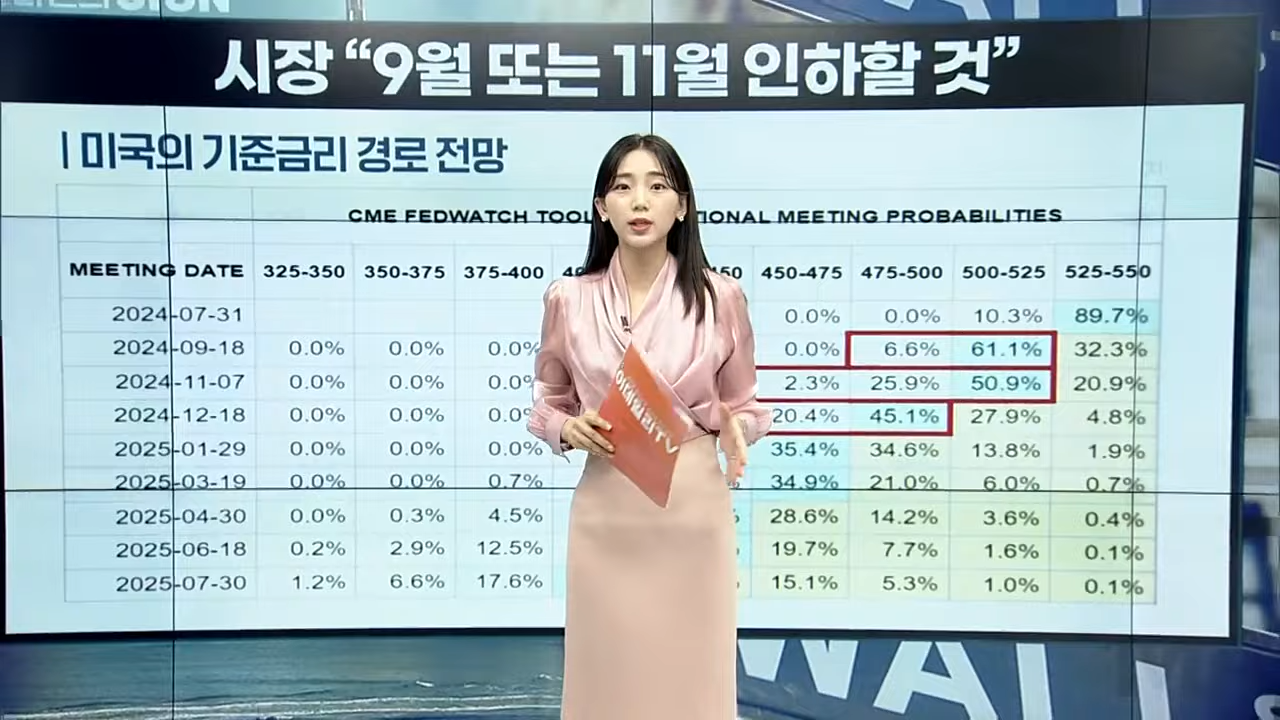 시장 “9월 또는 11월 인하할 것”
| 미국의 기준금리 경로 전망
CME FEDWATCH TOOL MEETING PROBABILITIES
MEETING DATE 325-350 350-375 375-400 450-475 475-500 500-525 525-550
2024-07-31 0.0% 0.0% 10.3% 89.7%
2024-09-18 0.0% 0.0% 0.0% 0.0% 6.6% 61.1% 32.3%
2024-11-07 0.0% 0.0% 0.0% 2.3% 25.9% 50.9% 20.9%
2024-12-18 0.0% 0.0% 0.0% 20.4% 45.1% 27.9% 4.8%
2025-01-29 0.0% 0.0% 0.0% 35.4% 34.6% 13.8% 1.9%
2025-03-19 0.0% 0.0% 0.7% 34.9% 21.0% 6.0% 0.7%
2025-04-30 0.0% 0.3% 4.5% 28.6% 14.2% 3.6% 0.4%
2025-06-18 0.2% 2.9% 12.5% 19.7% 7.7% 1.6% 0.1%
2025-07-30 1.2% 6.6% 17.6% 15.1% 5.3% 1.0% 0.1%
이데일리TV